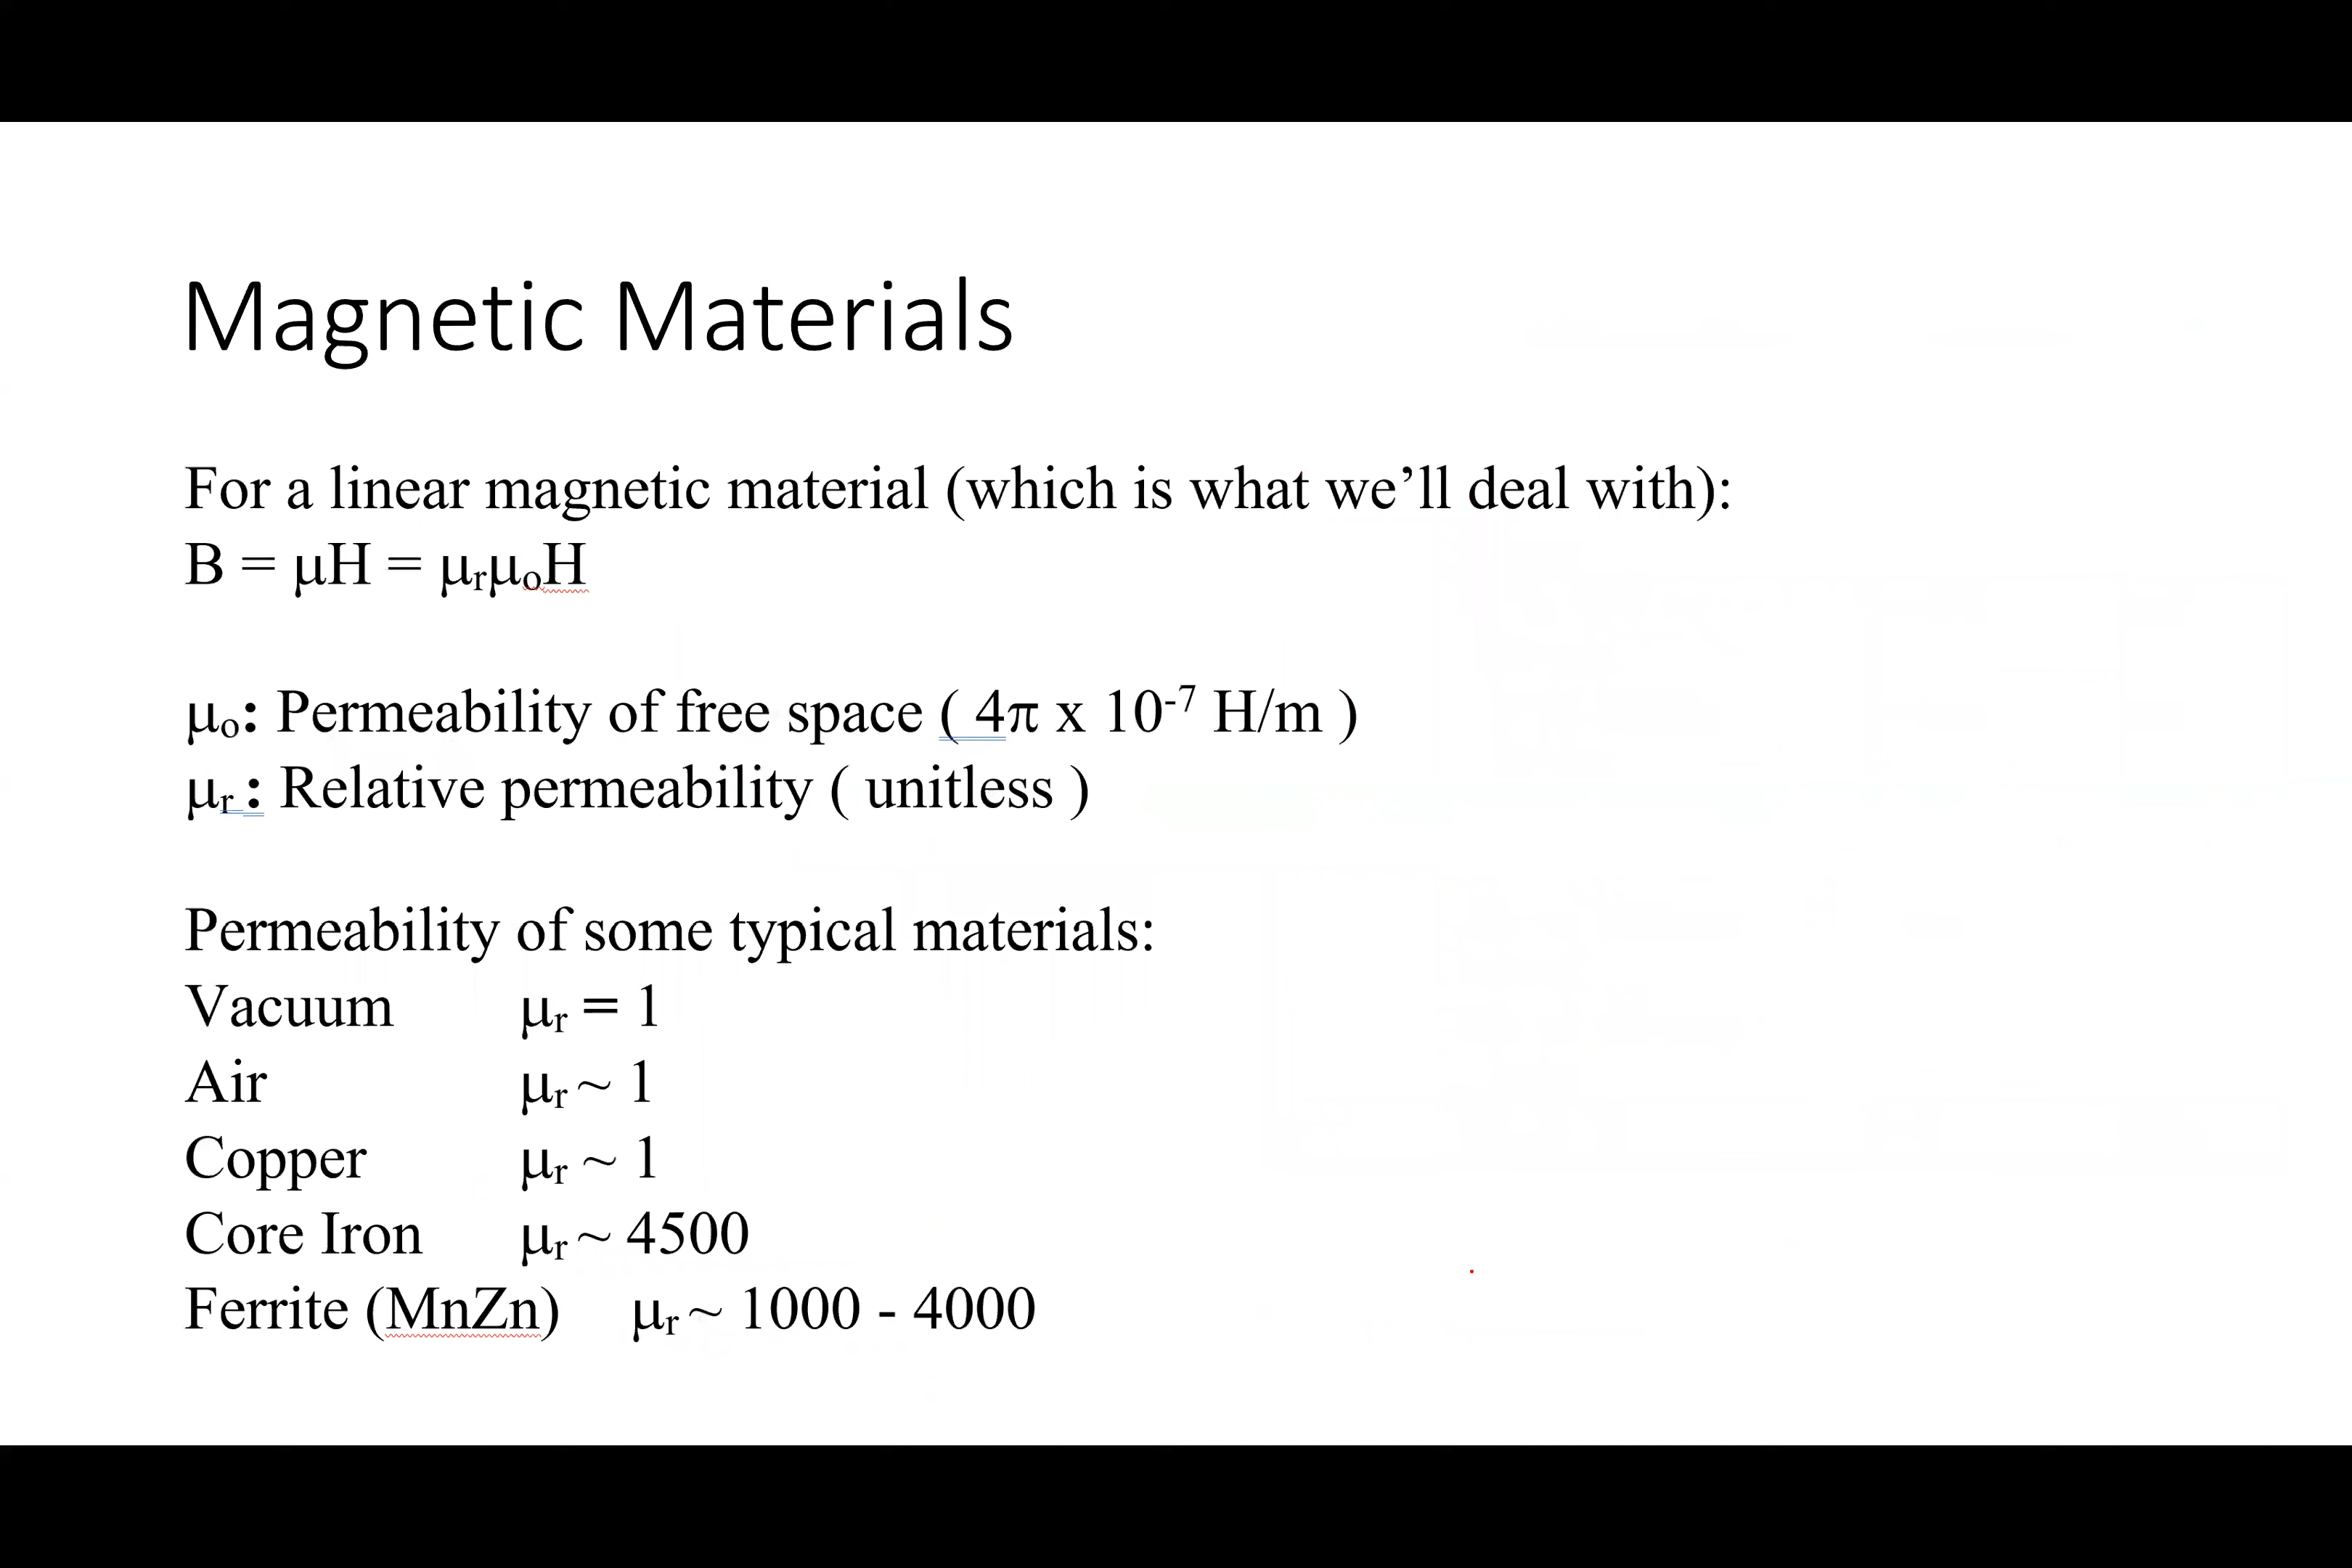 Magnetic Materials
For a linear magnetic material (which is what we’ll deal with):
B = μH = μᵣμₒH
μₒ: Permeability of free space ( 4π x 10⁻⁷ H/m )
μᵣ : Relative permeability ( unitless )
Permeability of some typical materials:
Vacuum μᵣ = 1
Air μᵣ ~ 1
Copper μᵣ ~ 1
Core Iron μᵣ ~ 4500
Ferrite (MnZn) μᵣ ~ 1000 - 4000